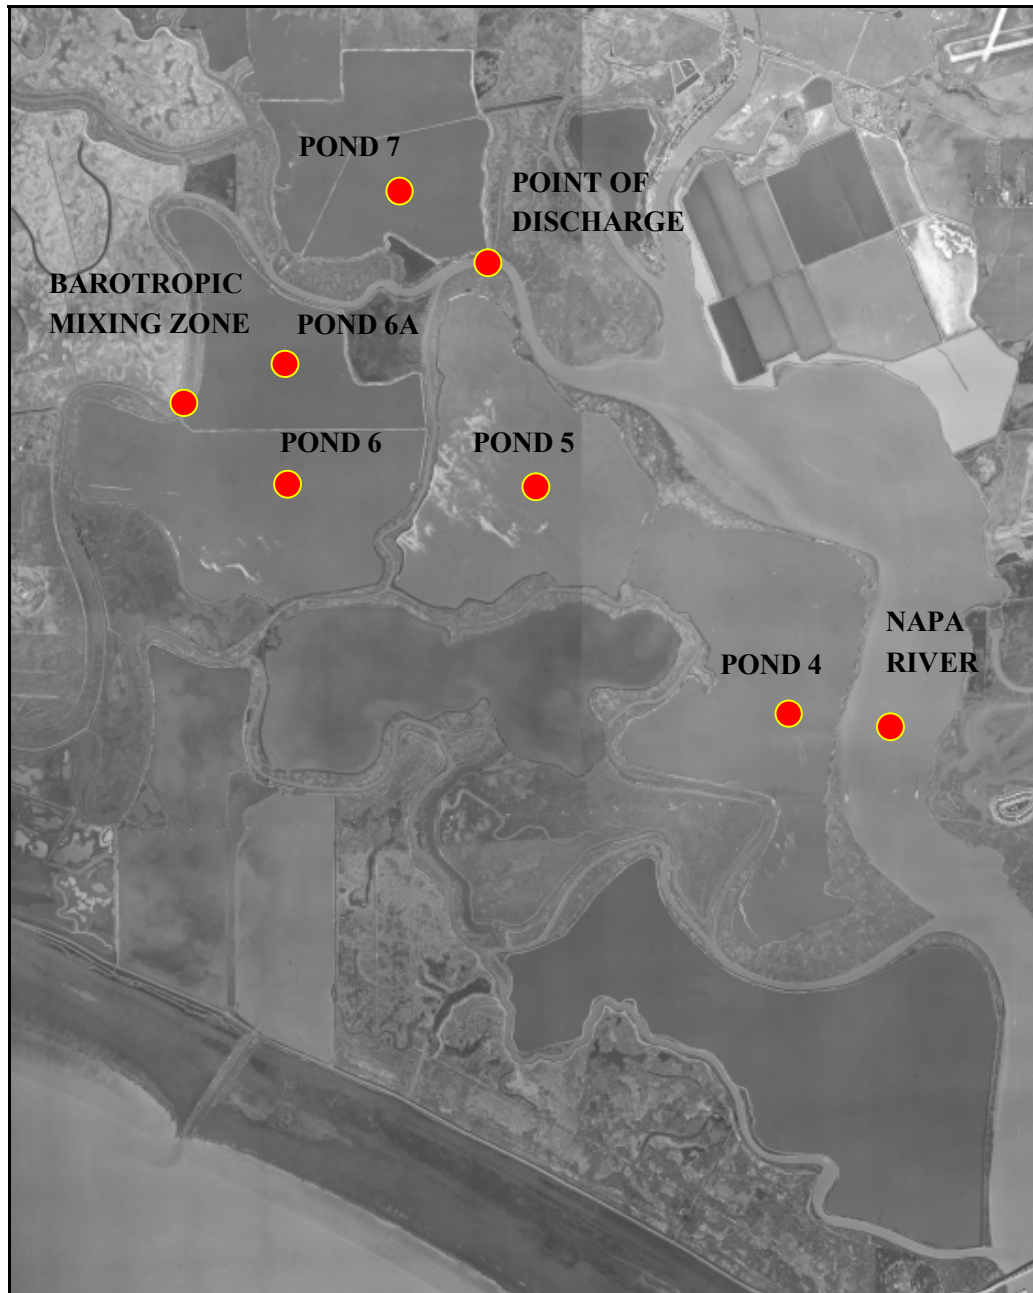 POND 7
POINT OF
DISCHARGE
BAROTROPIC
MIXING ZONE
POND 6A
POND 6
POND 5
NAPA
RIVER
POND 4